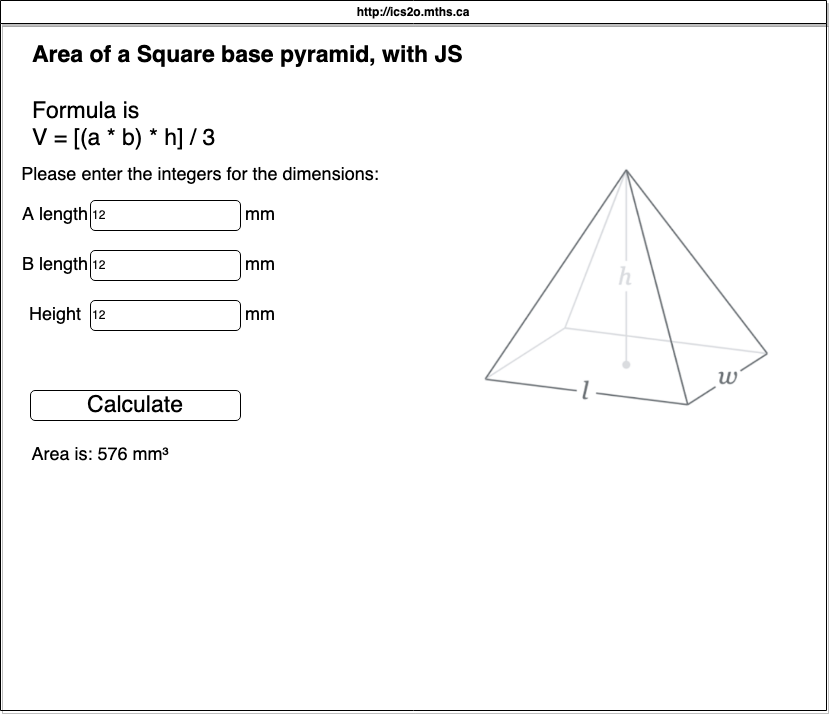 http://ics2o.mths.ca
Area of a Square base pyramid, with JS
Formula is
V = [(a * b) * h] / 3
Please enter the integers for the dimensions:
A length 12 mm
B length 12 mm
Height 12 mm
h
w
l
Calculate
Area is: 576 mm³